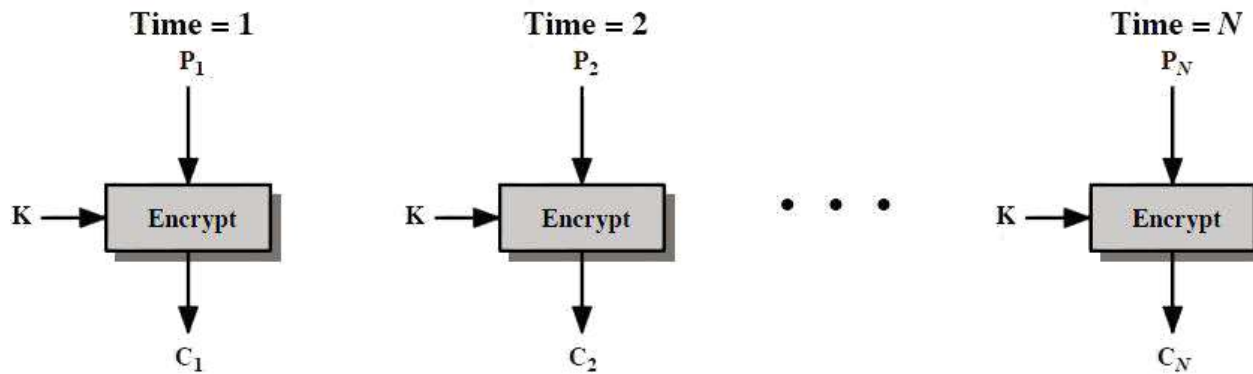 Time = 1 Time = 2 Time = N
P1 P2 PN
K Encrypt K Encrypt K Encrypt
C1 C2 CN